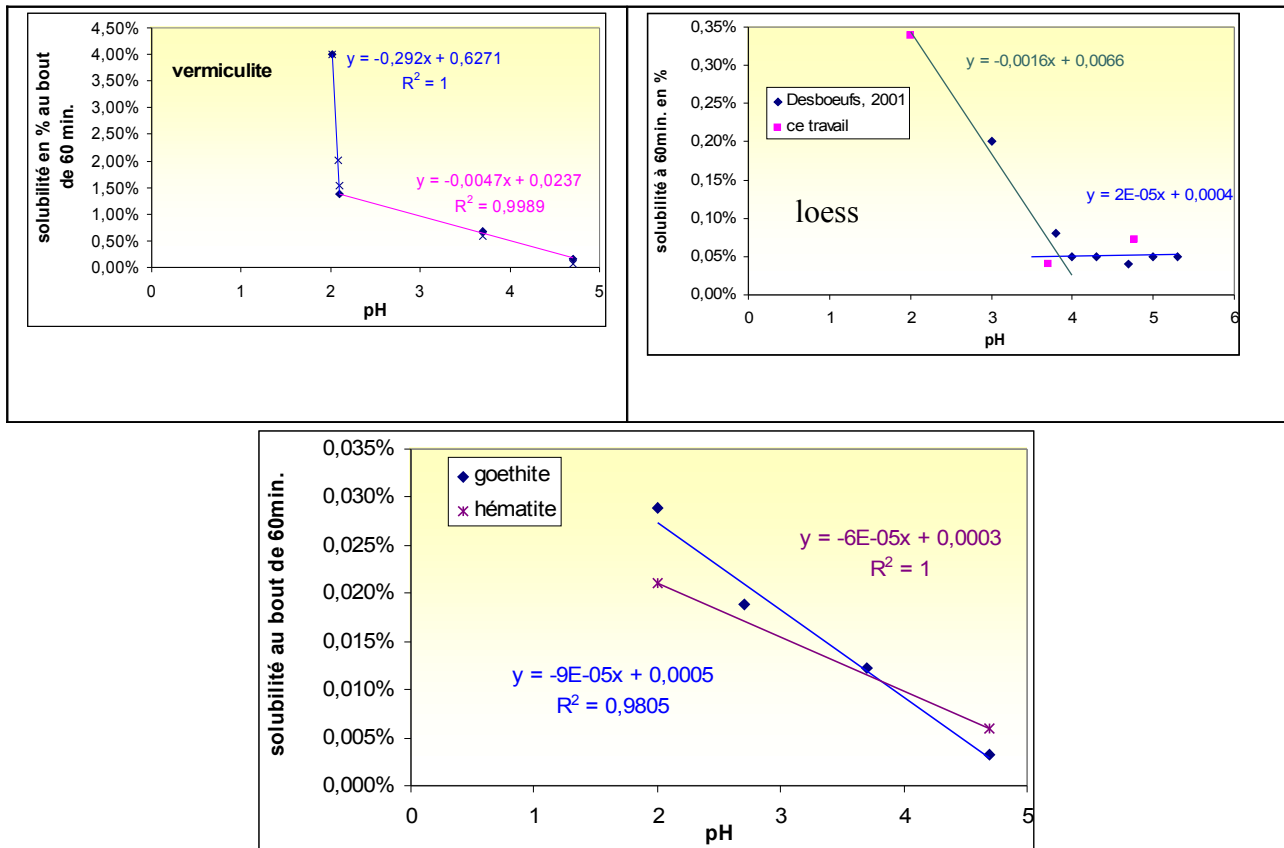 solubilité en % au bout
de 60 min.
4,50%
4,00%
3,50%
3,00%
2,50%
2,00%
1,50%
1,00%
0,50%
0,00%
vermiculite
y = -0,292x + 0,6271
R² = 1
y = -0,0047x + 0,0237
R² = 0,9989
0 1 2 3 4 5
pH
solubilité à 60min. en %
0,35%
0,30%
0,25%
0,20%
0,15%
0,10%
0,05%
0,00%
y = -0,0016x + 0,0066
Desboeufs, 2001
ce travail
loess
y = 2E-05x + 0,0004
0 1 2 3 4 5 6
pH
solubilité au bout de 60min.
0,035%
0,030%
0,025%
0,020%
0,015%
0,010%
0,005%
0,000%
goethite
hématite
y = -6E-05x + 0,0003
R² = 1
y = -9E-05x + 0,0005
R² = 0,9805
0 1 2 3 4 5
pH